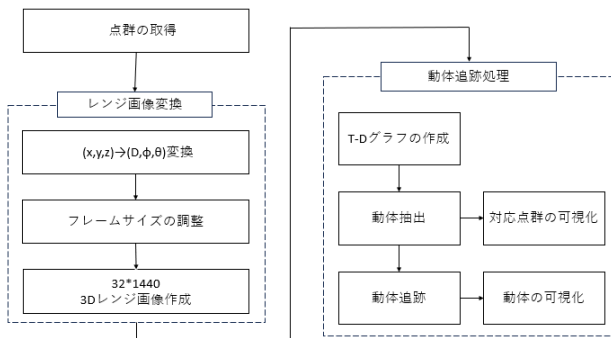 点群の取得
レンジ画像変換
(x,y,z)→(D,ϕ,θ)変換
フレームサイズの調整
32*1440
3Dレンジ画像作成
動体追跡処理
T-Dグラフの作成
動体抽出
対応点群の可視化
動体追跡
動体の可視化